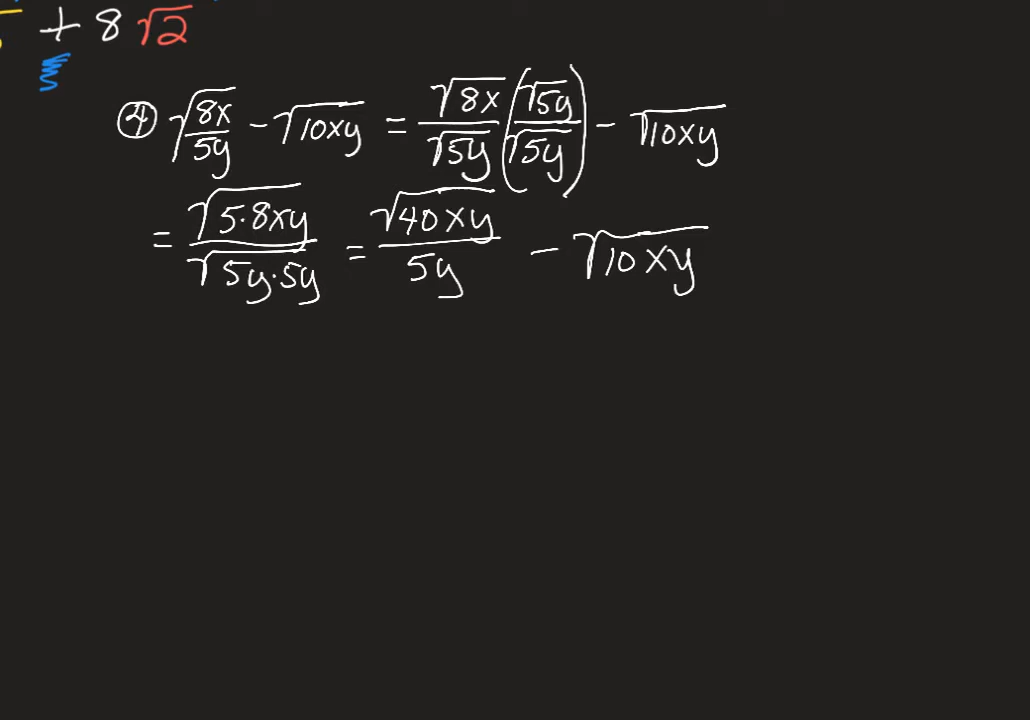 + 8 √2
④ √(8x/5y) - √10xy = √8x/√5y (√5y/√5y) - √10xy
= √5·8xy/√5y·5y = √40xy/5y - √10xy